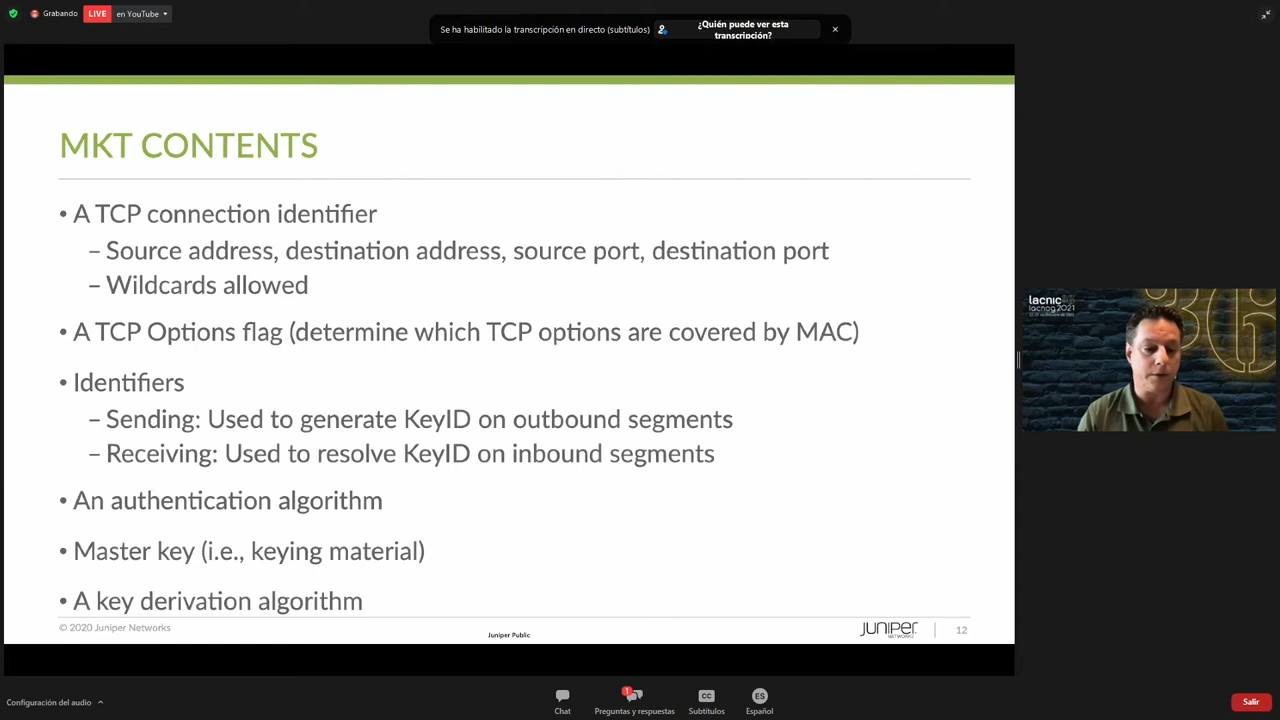 Grabando LIVE en YouTube
Se ha habilitado la transcripción en directo (subtítulos)
¿Quién puede ver esta
transcripción?
MKT CONTENTS
• A TCP connection identifier
– Source address, destination address, source port, destination port
– Wildcards allowed
• A TCP Options flag (determine which TCP options are covered by MAC)
• Identifiers
– Sending: Used to generate KeyID on outbound segments
– Receiving: Used to resolve KeyID on inbound segments
• An authentication algorithm
• Master key (i.e., keying material)
• A key derivation algorithm
© 2020 Juniper Networks
Juniper Public
JUNIPER
NETWORKS
12
lacnic36
lacnog2021
Configuración del audio
Chat
1
Preguntas y respuestas
CC
Subtítulos
ES
Español
Salir